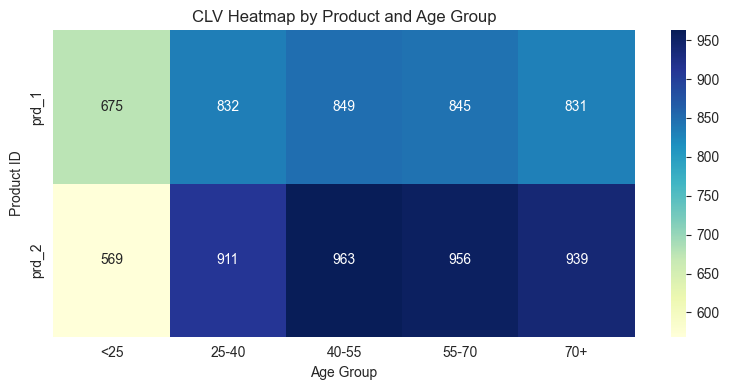 CLV Heatmap by Product and Age Group
Product ID
prd_1
675 832 849 845 831
prd_2
569 911 963 956 939
<25 25-40 40-55 55-70 70+
Age Group
950
900
850
800
750
700
650
600